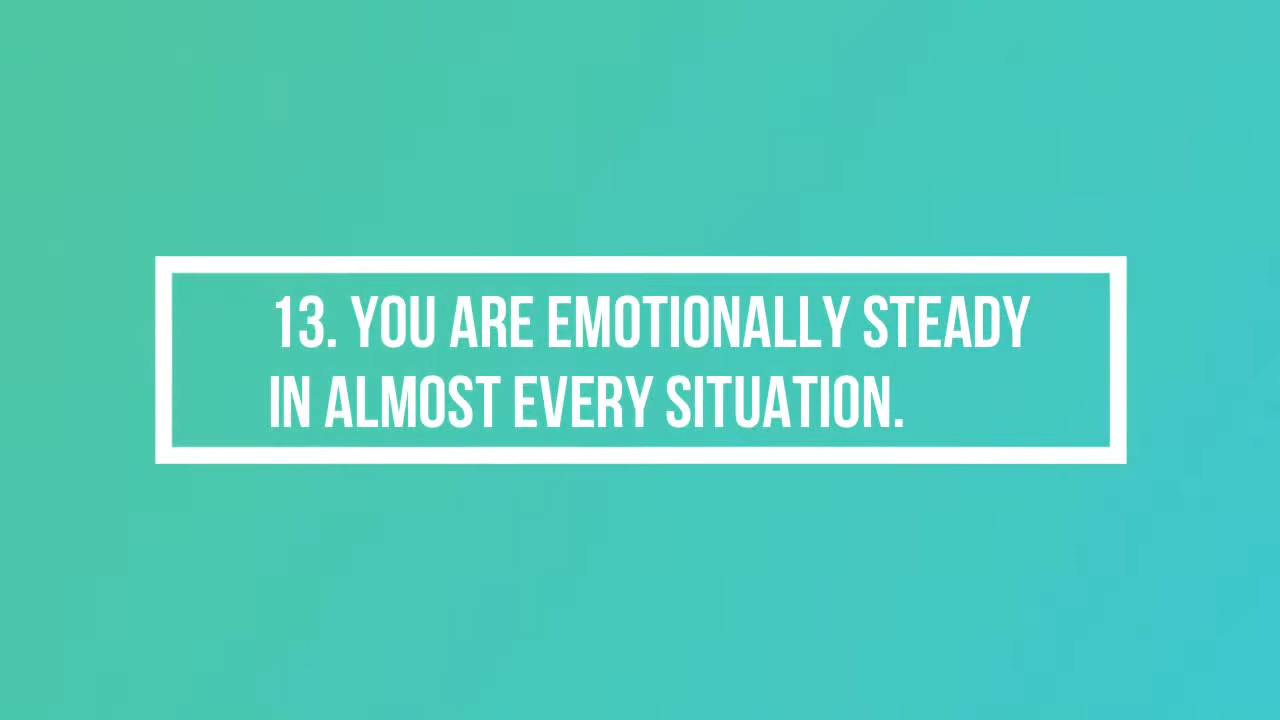 13. YOU ARE EMOTIONALLY STEADY
IN ALMOST EVERY SITUATION.